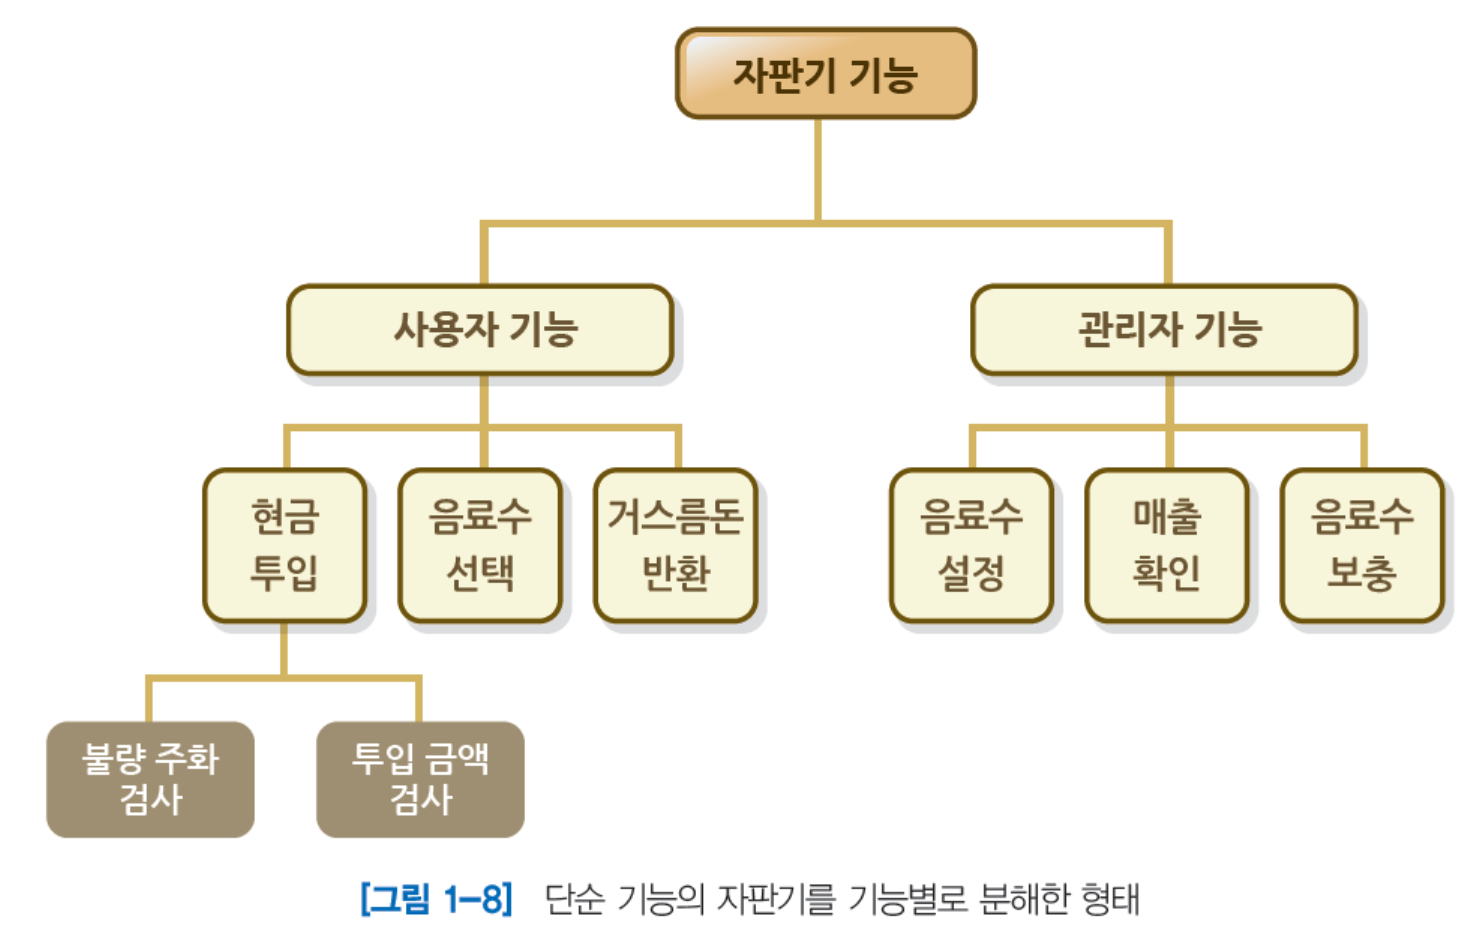 자판기 기능
사용자 기능
관리자 기능
현금
투입
음료수
선택
거스름돈
반환
음료수
설정
매출
확인
음료수
보충
불량 주화
검사
투입 금액
검사
[그림 1-8] 단순 기능의 자판기를 기능별로 분해한 형태